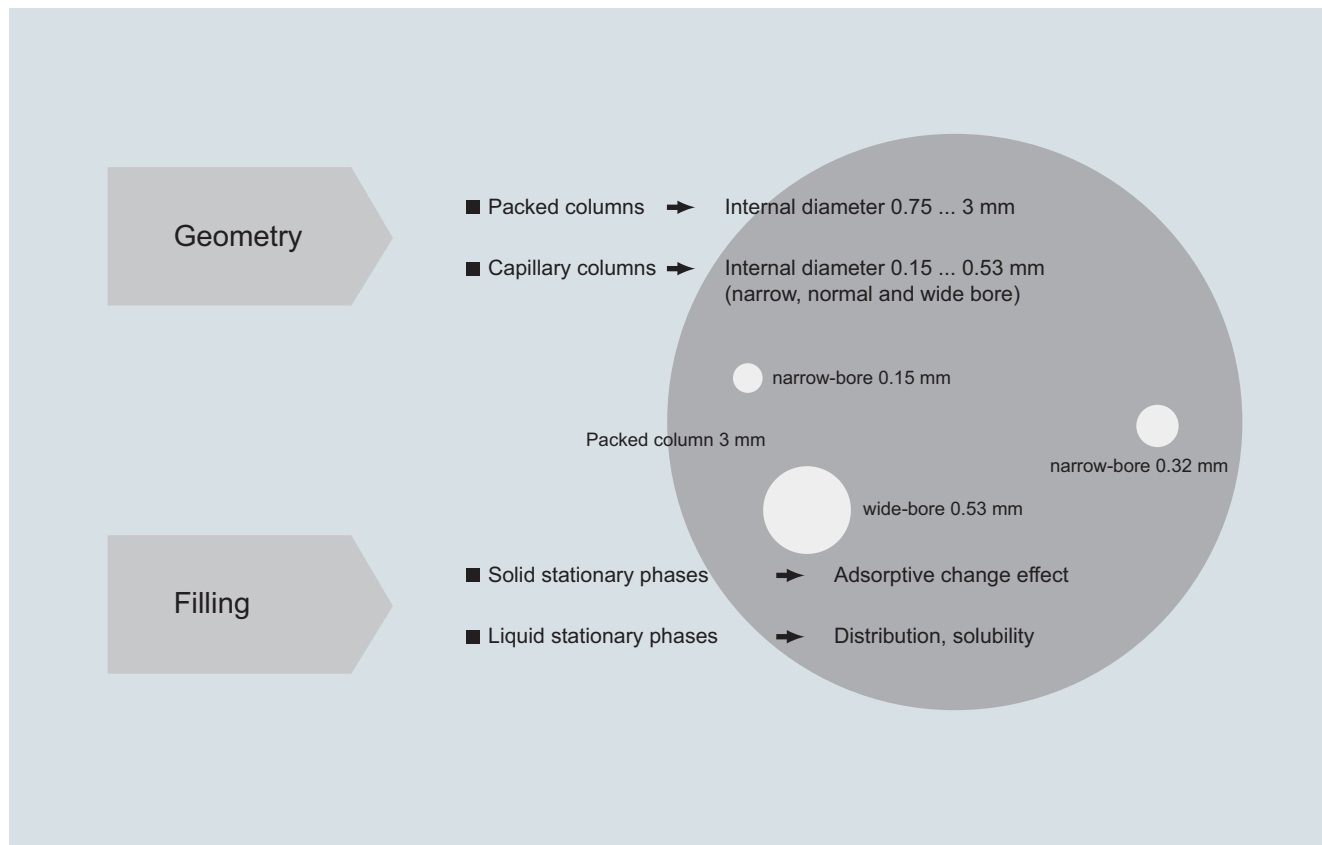 Geometry
■ Packed columns ➨ Internal diameter 0.75 ... 3 mm
■ Capillary columns ➨ Internal diameter 0.15 ... 0.53 mm
(narrow, normal and wide bore)
narrow-bore 0.15 mm
Packed column 3 mm
narrow-bore 0.32 mm
wide-bore 0.53 mm
Filling
■ Solid stationary phases ➨ Adsorptive change effect
■ Liquid stationary phases ➨ Distribution, solubility